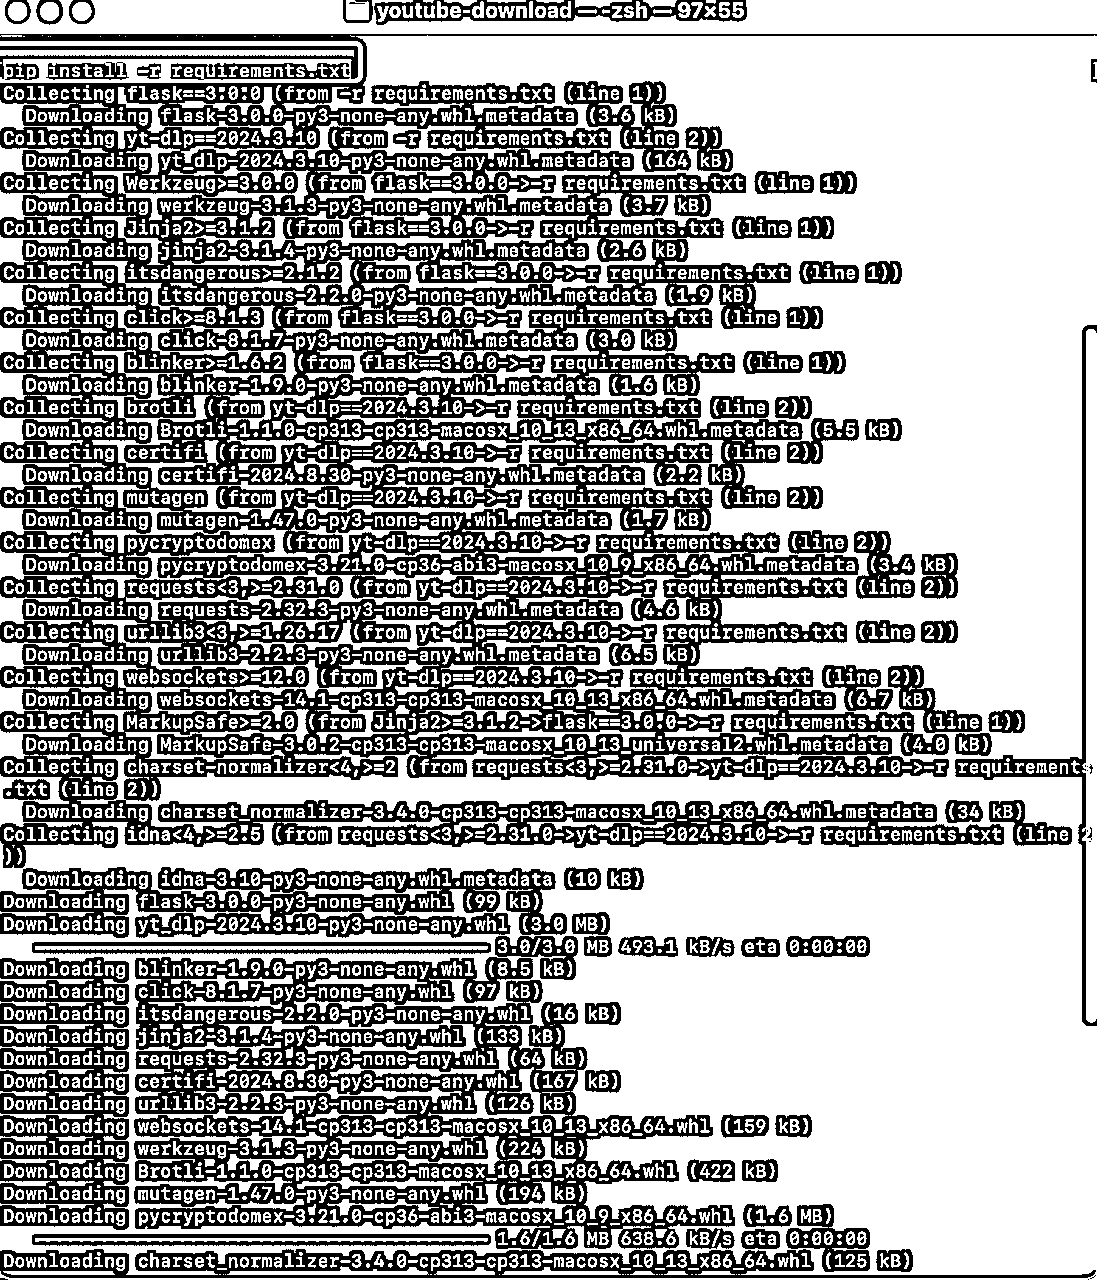 youtube-download — -zsh — 97×55
pip install -r requirements.txt
Collecting flask==3.0.0 (from -r requirements.txt (line 1))
  Downloading flask-3.0.0-py3-none-any.whl.metadata (3.6 kB)
Collecting yt-dlp==2024.3.10 (from -r requirements.txt (line 2))
  Downloading yt_dlp-2024.3.10-py3-none-any.whl.metadata (164 kB)
Collecting Werkzeug>=3.0.0 (from flask==3.0.0->-r requirements.txt (line 1))
  Downloading werkzeug-3.1.3-py3-none-any.whl.metadata (3.7 kB)
Collecting Jinja2>=3.1.2 (from flask==3.0.0->-r requirements.txt (line 1))
  Downloading jinja2-3.1.4-py3-none-any.whl.metadata (2.6 kB)
Collecting itsdangerous>=2.1.2 (from flask==3.0.0->-r requirements.txt (line 1))
  Downloading itsdangerous-2.2.0-py3-none-any.whl.metadata (1.9 kB)
Collecting click>=8.1.3 (from flask==3.0.0->-r requirements.txt (line 1))
  Downloading click-8.1.7-py3-none-any.whl.metadata (3.0 kB)
Collecting blinker>=1.6.2 (from flask==3.0.0->-r requirements.txt (line 1))
  Downloading blinker-1.9.0-py3-none-any.whl.metadata (1.6 kB)
Collecting brotli (from yt-dlp==2024.3.10->-r requirements.txt (line 2))
  Downloading Brotli-1.1.0-cp313-cp313-macosx_10_13_x86_64.whl.metadata (5.5 kB)
Collecting certifi (from yt-dlp==2024.3.10->-r requirements.txt (line 2))
  Downloading certifi-2024.8.30-py3-none-any.whl.metadata (2.2 kB)
Collecting mutagen (from yt-dlp==2024.3.10->-r requirements.txt (line 2))
  Downloading mutagen-1.47.0-py3-none-any.whl.metadata (1.7 kB)
Collecting pycryptodomex (from yt-dlp==2024.3.10->-r requirements.txt (line 2))
  Downloading pycryptodomex-3.21.0-cp36-abi3-macosx_10_9_x86_64.whl.metadata (3.4 kB)
Collecting requests<3,>=2.31.0 (from yt-dlp==2024.3.10->-r requirements.txt (line 2))
  Downloading requests-2.32.3-py3-none-any.whl.metadata (4.6 kB)
Collecting urllib3<3,>=1.26.17 (from yt-dlp==2024.3.10->-r requirements.txt (line 2))
  Downloading urllib3-2.2.3-py3-none-any.whl.metadata (6.5 kB)
Collecting websockets>=12.0 (from yt-dlp==2024.3.10->-r requirements.txt (line 2))
  Downloading websockets-14.1-cp313-cp313-macosx_10_13_x86_64.whl.metadata (6.7 kB)
Collecting MarkupSafe>=2.0 (from Jinja2>=3.1.2->flask==3.0.0->-r requirements.txt (line 1))
  Downloading MarkupSafe-3.0.2-cp313-cp313-macosx_10_13_universal2.whl.metadata (4.0 kB)
Collecting charset-normalizer<4,>=2 (from requests<3,>=2.31.0->yt-dlp==2024.3.10->-r requirements
.txt (line 2))
  Downloading charset_normalizer-3.4.0-cp313-cp313-macosx_10_13_x86_64.whl.metadata (34 kB)
Collecting idna<4,>=2.5 (from requests<3,>=2.31.0->yt-dlp==2024.3.10->-r requirements.txt (line 2
))
  Downloading idna-3.10-py3-none-any.whl.metadata (10 kB)
Downloading flask-3.0.0-py3-none-any.whl (99 kB)
Downloading yt_dlp-2024.3.10-py3-none-any.whl (3.0 MB)
3.0/3.0 MB 493.1 kB/s eta 0:00:00
Downloading blinker-1.9.0-py3-none-any.whl (8.5 kB)
Downloading click-8.1.7-py3-none-any.whl (97 kB)
Downloading itsdangerous-2.2.0-py3-none-any.whl (16 kB)
Downloading jinja2-3.1.4-py3-none-any.whl (133 kB)
Downloading requests-2.32.3-py3-none-any.whl (64 kB)
Downloading certifi-2024.8.30-py3-none-any.whl (167 kB)
Downloading urllib3-2.2.3-py3-none-any.whl (126 kB)
Downloading websockets-14.1-cp313-cp313-macosx_10_13_x86_64.whl (159 kB)
Downloading werkzeug-3.1.3-py3-none-any.whl (224 kB)
Downloading Brotli-1.1.0-cp313-cp313-macosx_10_13_x86_64.whl (422 kB)
Downloading mutagen-1.47.0-py3-none-any.whl (194 kB)
Downloading pycryptodomex-3.21.0-cp36-abi3-macosx_10_9_x86_64.whl (1.6 MB)
1.6/1.6 MB 638.6 kB/s eta 0:00:00
Downloading charset_normalizer-3.4.0-cp313-cp313-macosx_10_13_x86_64.whl (125 kB)